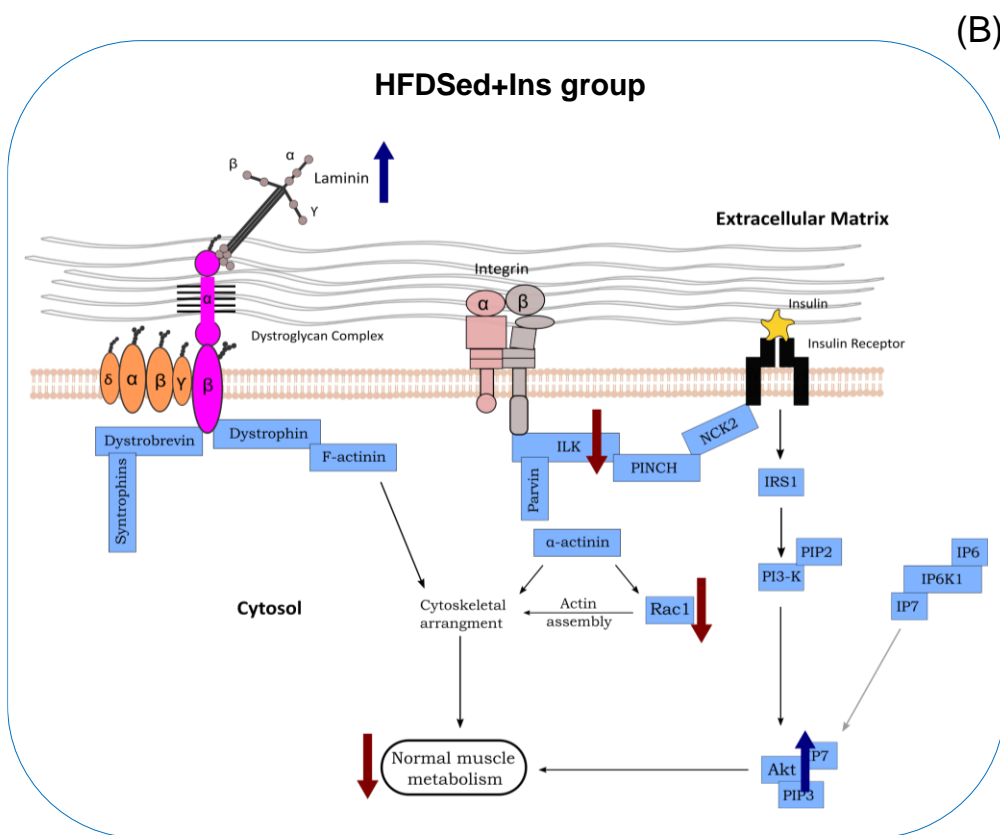 (B)
HFDSed+Ins group
α
β
Laminin
γ
Extracellular Matrix
Integrin
α
α
β
Insulin
Dystroglycan Complex
Insulin Receptor
δ
α
β
γ
β
Dystrobrevin
Dystrophin
F-actinin
Syntrophins
ILK
PINCH
NCK2
Parvin
IRS1
α-actinin
PIP2
PI3-K
IP6
IP6K1
IP7
Cytosol
Cytoskeletal
arrangment
Actin
assembly
Rac1
Normal muscle
metabolism
Akt
IP7
PIP3